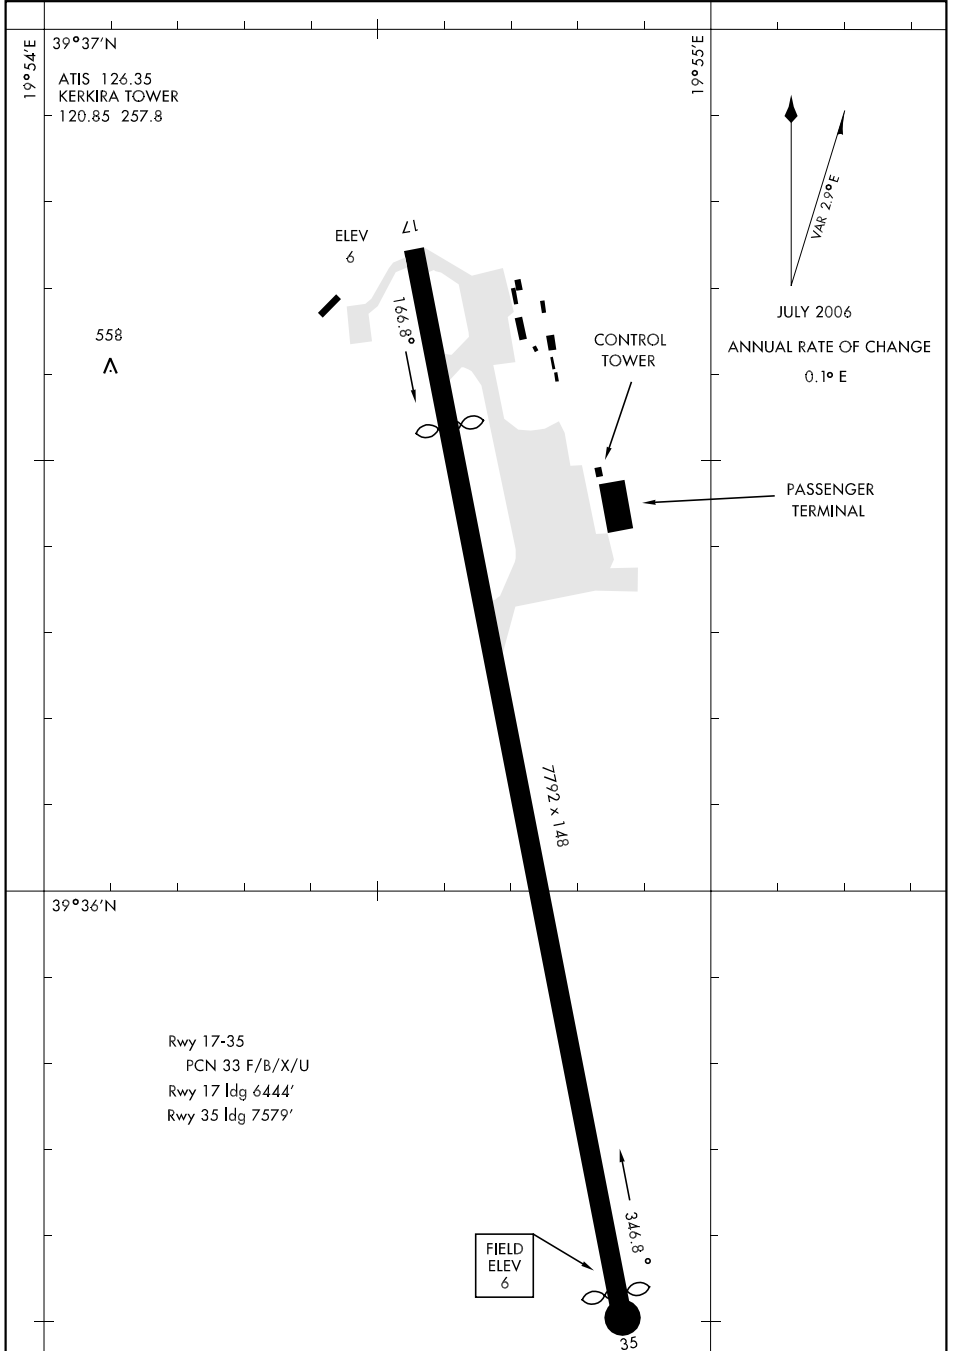 19°54'E
39°37'N
19°55'E
ATIS 126.35
KERKIRA TOWER
120.85 257.8
VAR 2.9°E
JULY 2006
ANNUAL RATE OF CHANGE
0.1° E
17
ELEV
6
166.8°
558
CONTROL
TOWER
PASSENGER
TERMINAL
7792 x 148
39°36'N
Rwy 17-35
PCN 33 F/B/X/U
Rwy 17 ldg 6444'
Rwy 35 ldg 7579'
346.8°
FIELD
ELEV
6
35